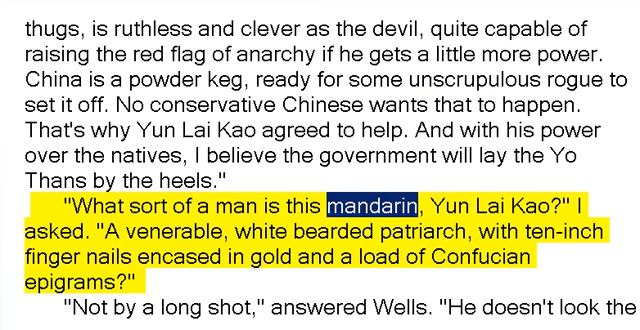 thugs, is ruthless and clever as the devil, quite capable of
raising the red flag of anarchy if he gets a little more power.
China is a powder keg, ready for some unscrupulous rogue to
set it off. No conservative Chinese wants that to happen.
That's why Yun Lai Kao agreed to help. And with his power
over the natives, I believe the government will lay the Yo
Thans by the heels."
"What sort of a man is this mandarin, Yun Lai Kao?" I
asked. "A venerable, white bearded patriarch, with ten-inch
finger nails encased in gold and a load of Confucian
epigrams?"
"Not by a long shot," answered Wells. "He doesn't look the